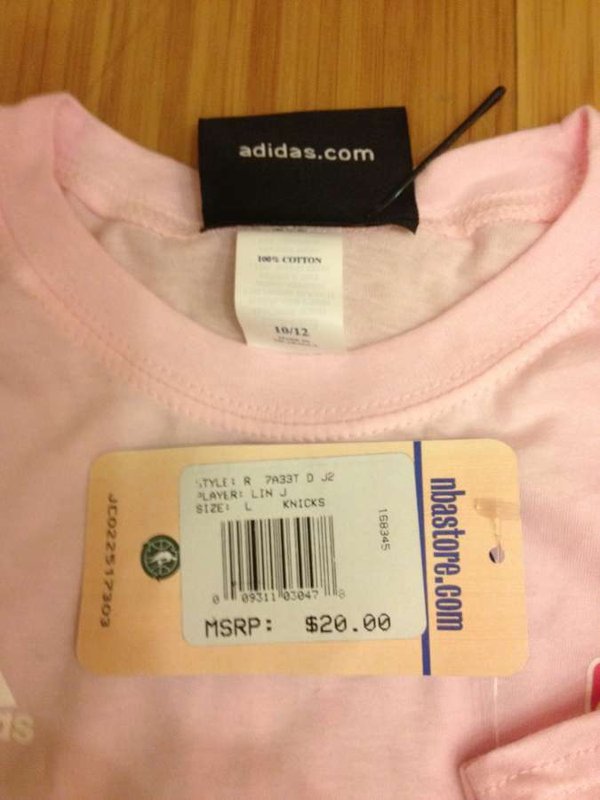 adidas.com
100% COTTON
10/12
STYLE: R 7A33T D J2
PLAYER: LIN J
SIZE: L KNICKS
168345
0 09311 03047 8
MSRP: $20.00
nbastore.com
JC022517303